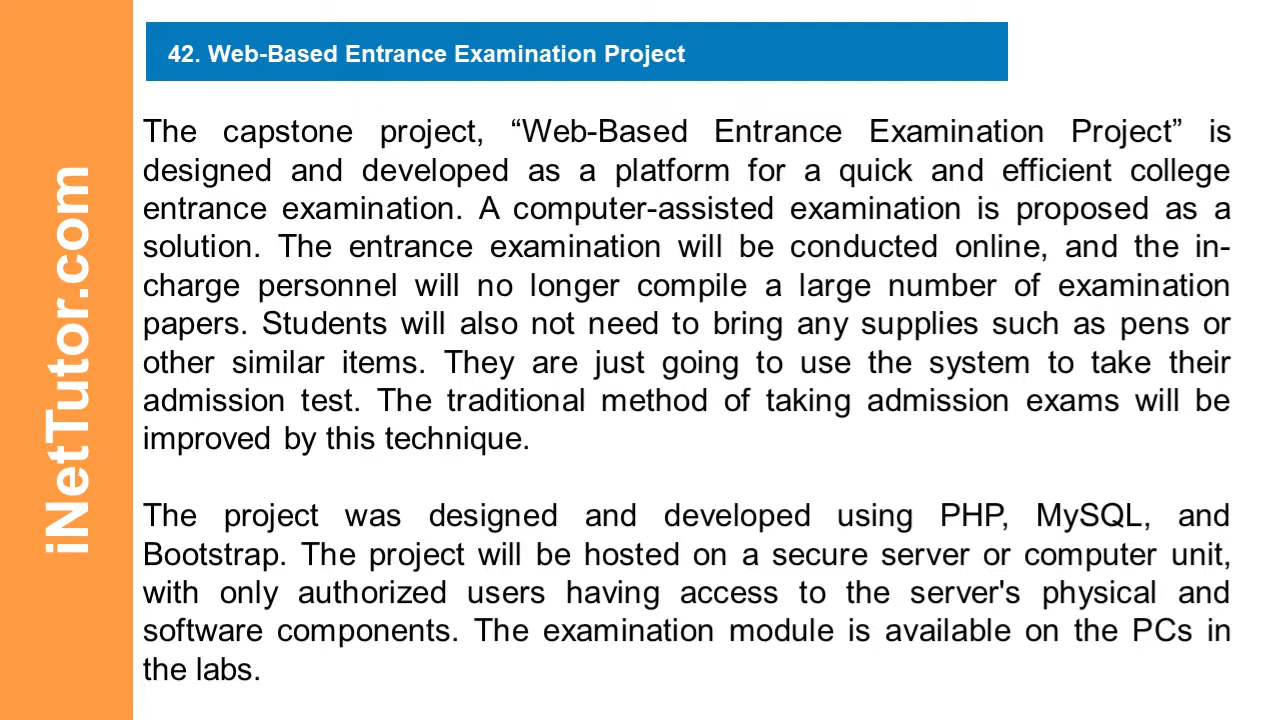 iNetTutor.com
42. Web-Based Entrance Examination Project
The capstone project, “Web-Based Entrance Examination Project” is
designed and developed as a platform for a quick and efficient college
entrance examination. A computer-assisted examination is proposed as a
solution. The entrance examination will be conducted online, and the in-
charge personnel will no longer compile a large number of examination
papers. Students will also not need to bring any supplies such as pens or
other similar items. They are just going to use the system to take their
admission test. The traditional method of taking admission exams will be
improved by this technique.
The project was designed and developed using PHP, MySQL, and
Bootstrap. The project will be hosted on a secure server or computer unit,
with only authorized users having access to the server's physical and
software components. The examination module is available on the PCs in
the labs.